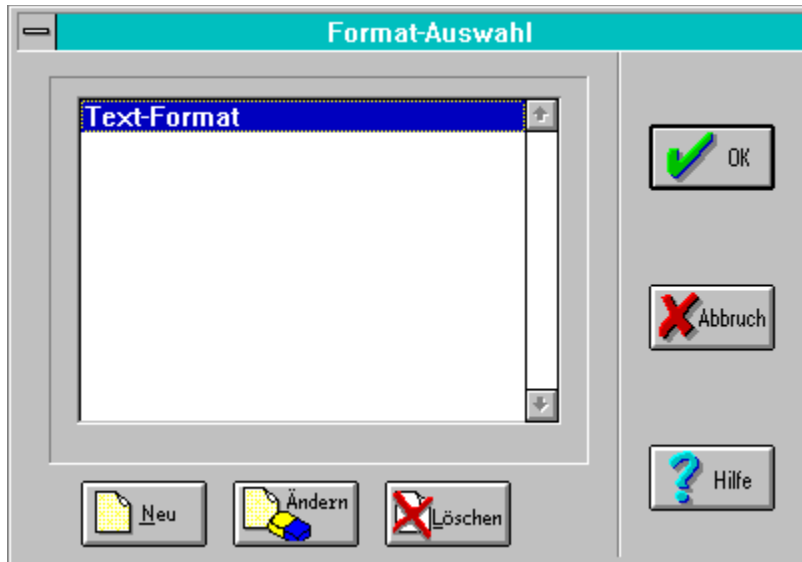 Format-Auswahl
Text-Format
OK
Abbruch
Hilfe
Neu
Ändern
Löschen